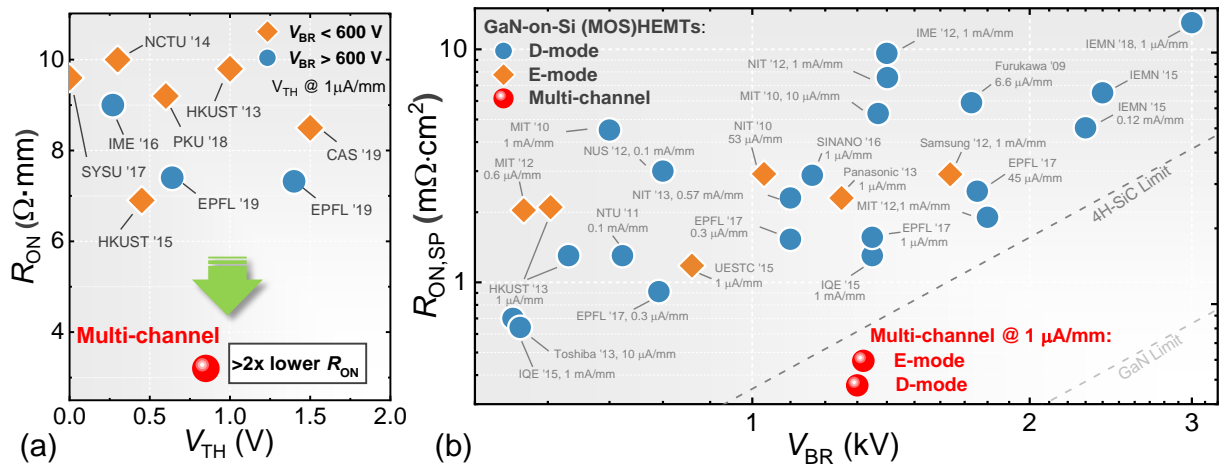 V_BR < 600 V
V_BR > 600 V
V_TH @ 1μA/mm
NCTU '14
HKUST '13
PKU '18
IME '16
SYSU '17
CAS '19
EPFL '19
EPFL '19
HKUST '15
Multi-channel
>2x lower R_ON
R_ON (Ω·mm)
10
8
6
4
0.0
0.5
1.0
1.5
2.0
V_TH (V)
(a)
GaN-on-Si (MOS)HEMTs:
D-mode
E-mode
Multi-channel
IME '12, 1 mA/mm
NIT '12, 1 mA/mm
MIT '10, 10 μA/mm
IEMN '18, 1 μA/mm
Furukawa '09
6.6 μA/mm
IEMN '15
IEMN '15
0.12 mA/mm
MIT '10
1 mA/mm
NUS '12, 0.1 mA/mm
NIT '10
53 μA/mm
SINANO '16
1 μA/mm
Samsung '12, 1 mA/mm
MIT '12
0.6 μA/mm
NIT '13, 0.57 mA/mm
Panasonic '13
1 μA/mm
EPFL '17
45 μA/mm
MIT '12,1 mA/mm
NTU '11
0.1 mA/mm
EPFL '17
0.3 μA/mm
EPFL '17
1 μA/mm
HKUST '13
1 μA/mm
UESTC '15
1 μA/mm
IQE '15
1 mA/mm
EPFL '17, 0.3 μA/mm
Toshiba '13, 10 μA/mm
IQE '15, 1 mA/mm
4H-SiC Limit
GaN Limit
Multi-channel @ 1 μA/mm:
E-mode
D-mode
R_ON,SP (mΩ·cm²)
10
1
1
2
3
V_BR (kV)
(b)